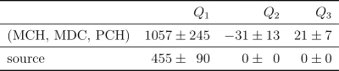 Q₁ Q₂ Q₃
(MCH, MDC, PCH) 1057 ± 245 −31 ± 13 21 ± 7
source 455 ± 90 0 ± 0 0 ± 0